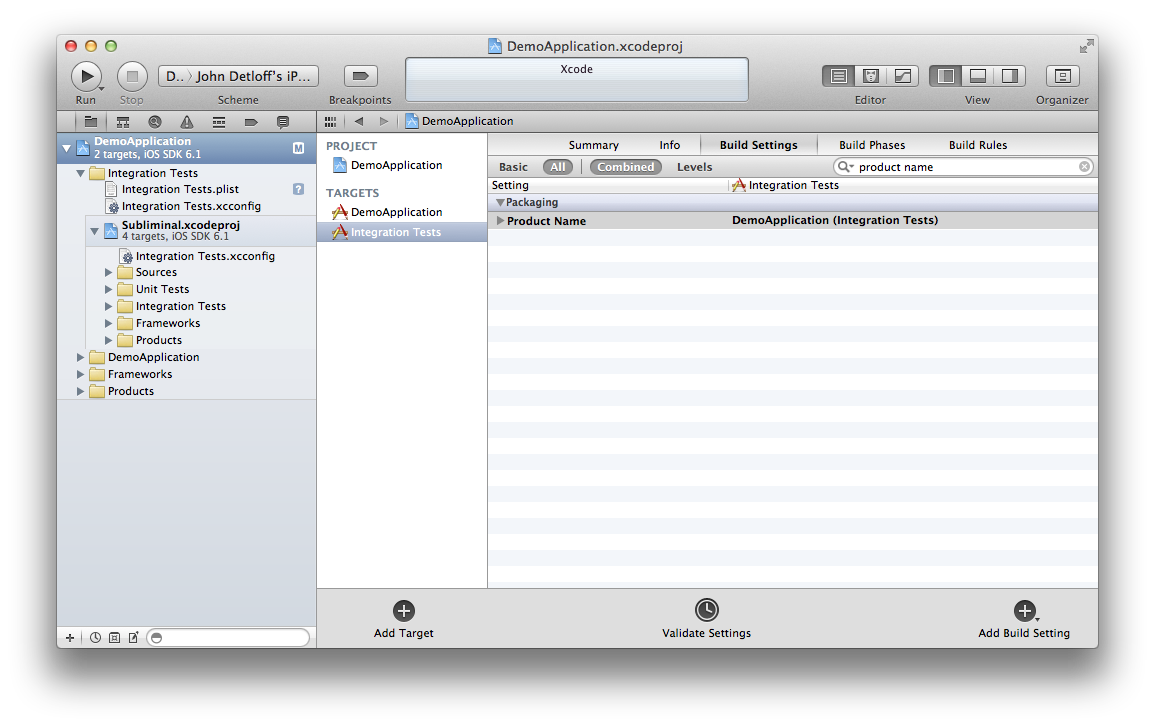 DemoApplication.xcodeproj
Run
Stop
D.. 〉John Detloff's iP...
Scheme
Breakpoints
Xcode
Editor
View
Organizer
DemoApplication
2 targets, iOS SDK 6.1
M
Integration Tests
Integration Tests.plist
?
Integration Tests.xcconfig
Subliminal.xcodeproj
4 targets, iOS SDK 6.1
Integration Tests.xcconfig
Sources
Unit Tests
Integration Tests
Frameworks
Products
DemoApplication
Frameworks
Products
DemoApplication
PROJECT
DemoApplication
TARGETS
DemoApplication
Integration Tests
Summary Info Build Settings Build Phases Build Rules
Basic All Combined Levels product name
Setting Integration Tests
Packaging
Product Name DemoApplication (Integration Tests)
Add Target
Validate Settings
Add Build Setting